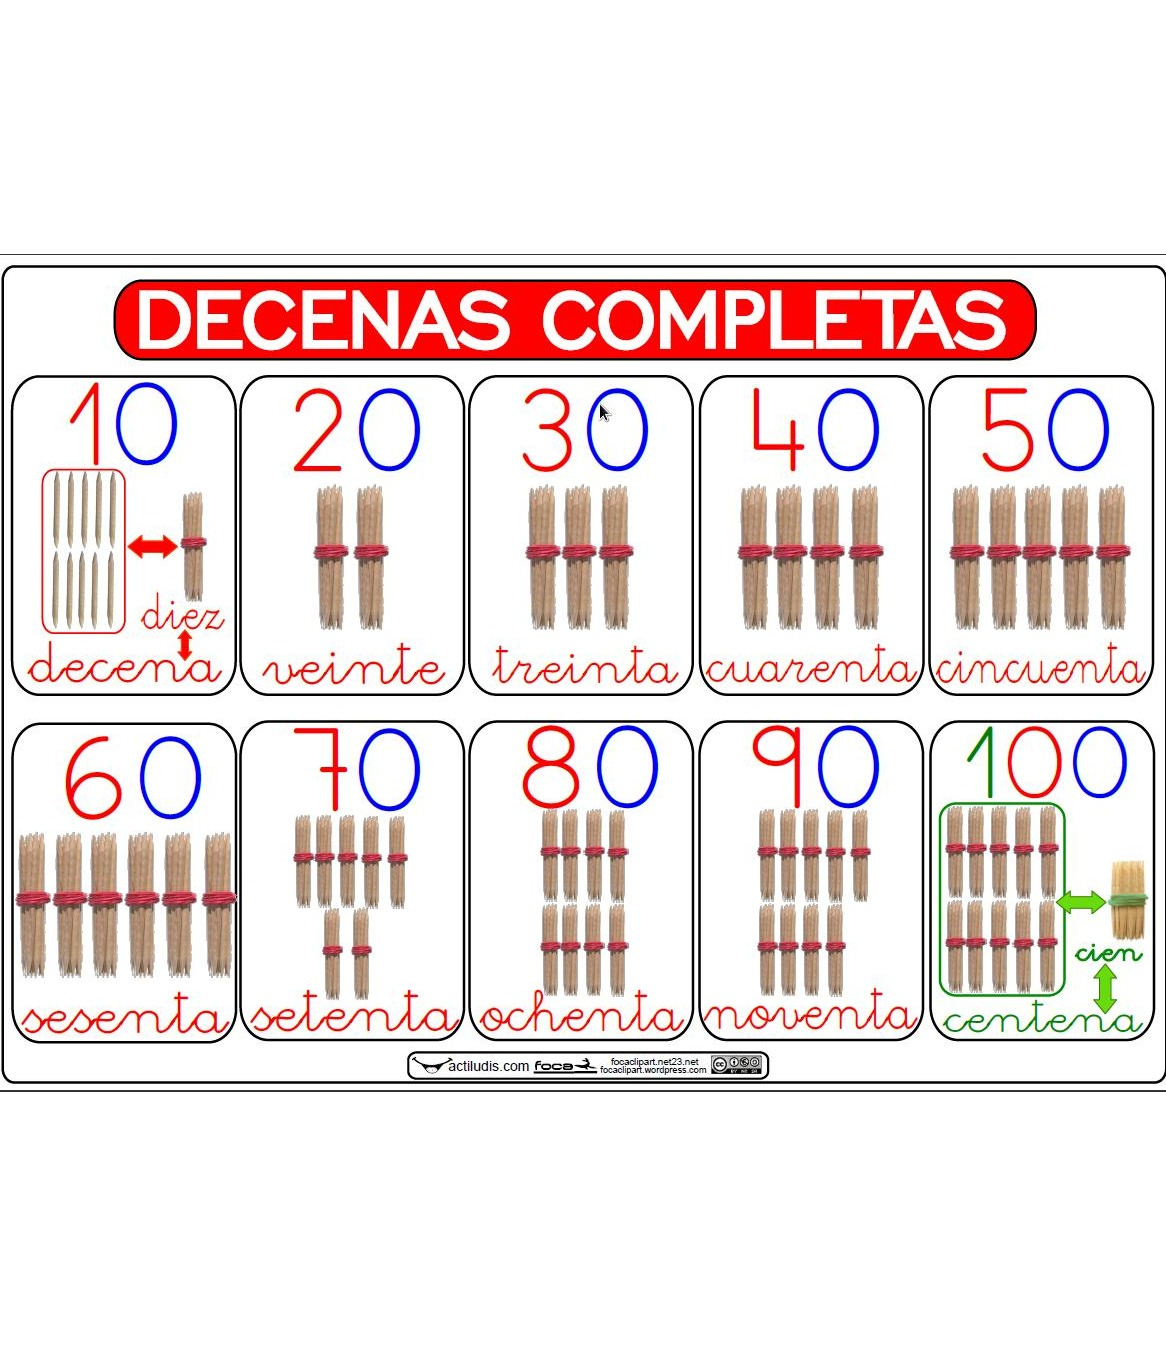 DECENAS COMPLETAS
10
diez
decena
20
veinte
30
treinta
40
cuarenta
50
cincuenta
60
sesenta
70
setenta
80
ochenta
90
noventa
100
cien
centena
actiludis.com foca focaclipart.net23.net
focaclipart.wordpress.com
cc